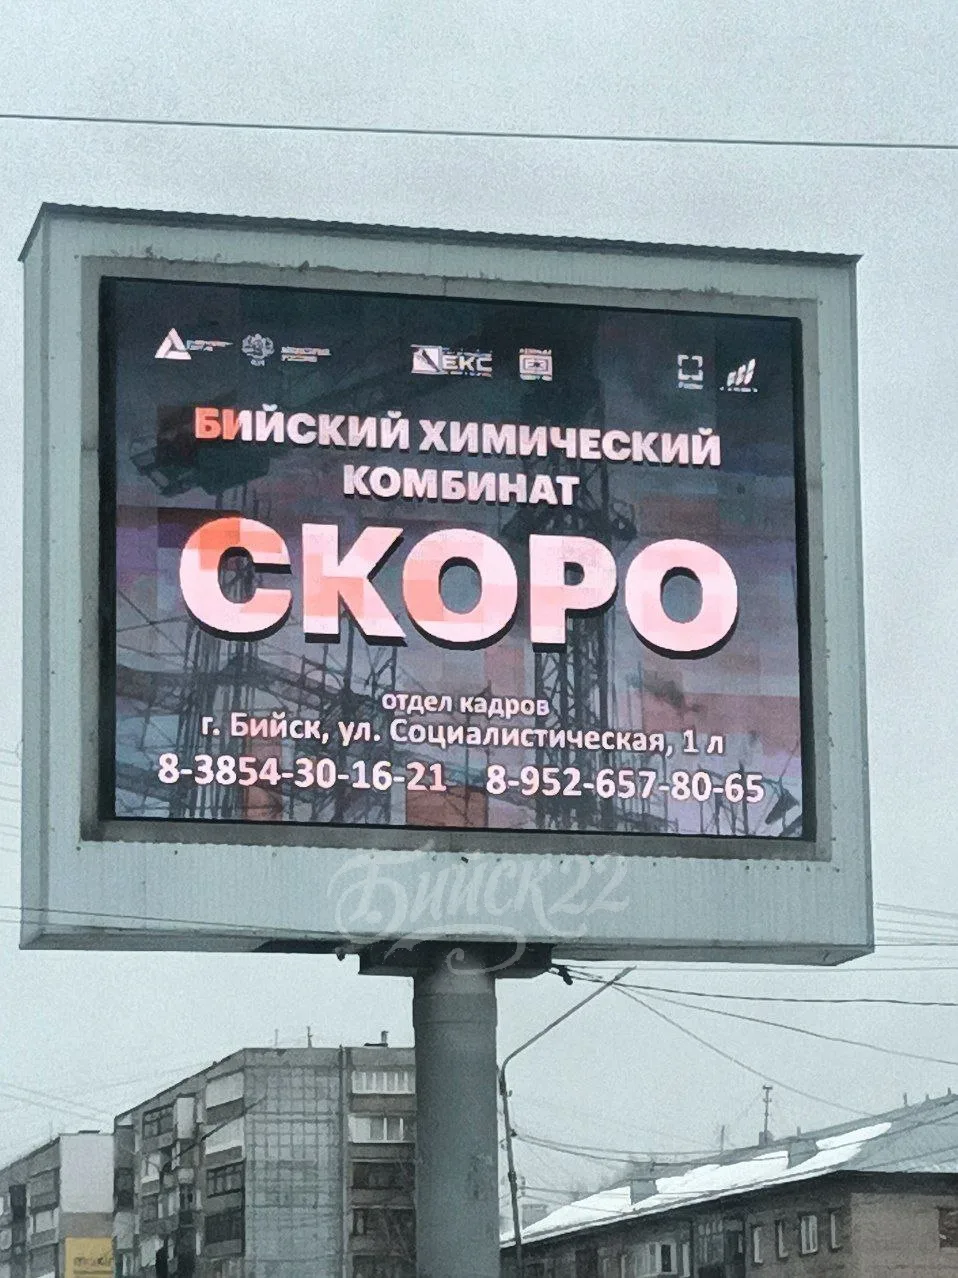 ЕКС
БИЙСКИЙ ХИМИЧЕСКИЙ
КОМБИНАТ
СКОРО
отдел кадров
г. Бийск, ул. Социалистическая, 1 л
8-3854-30-16-21 8-952-657-80-65
Бийск22